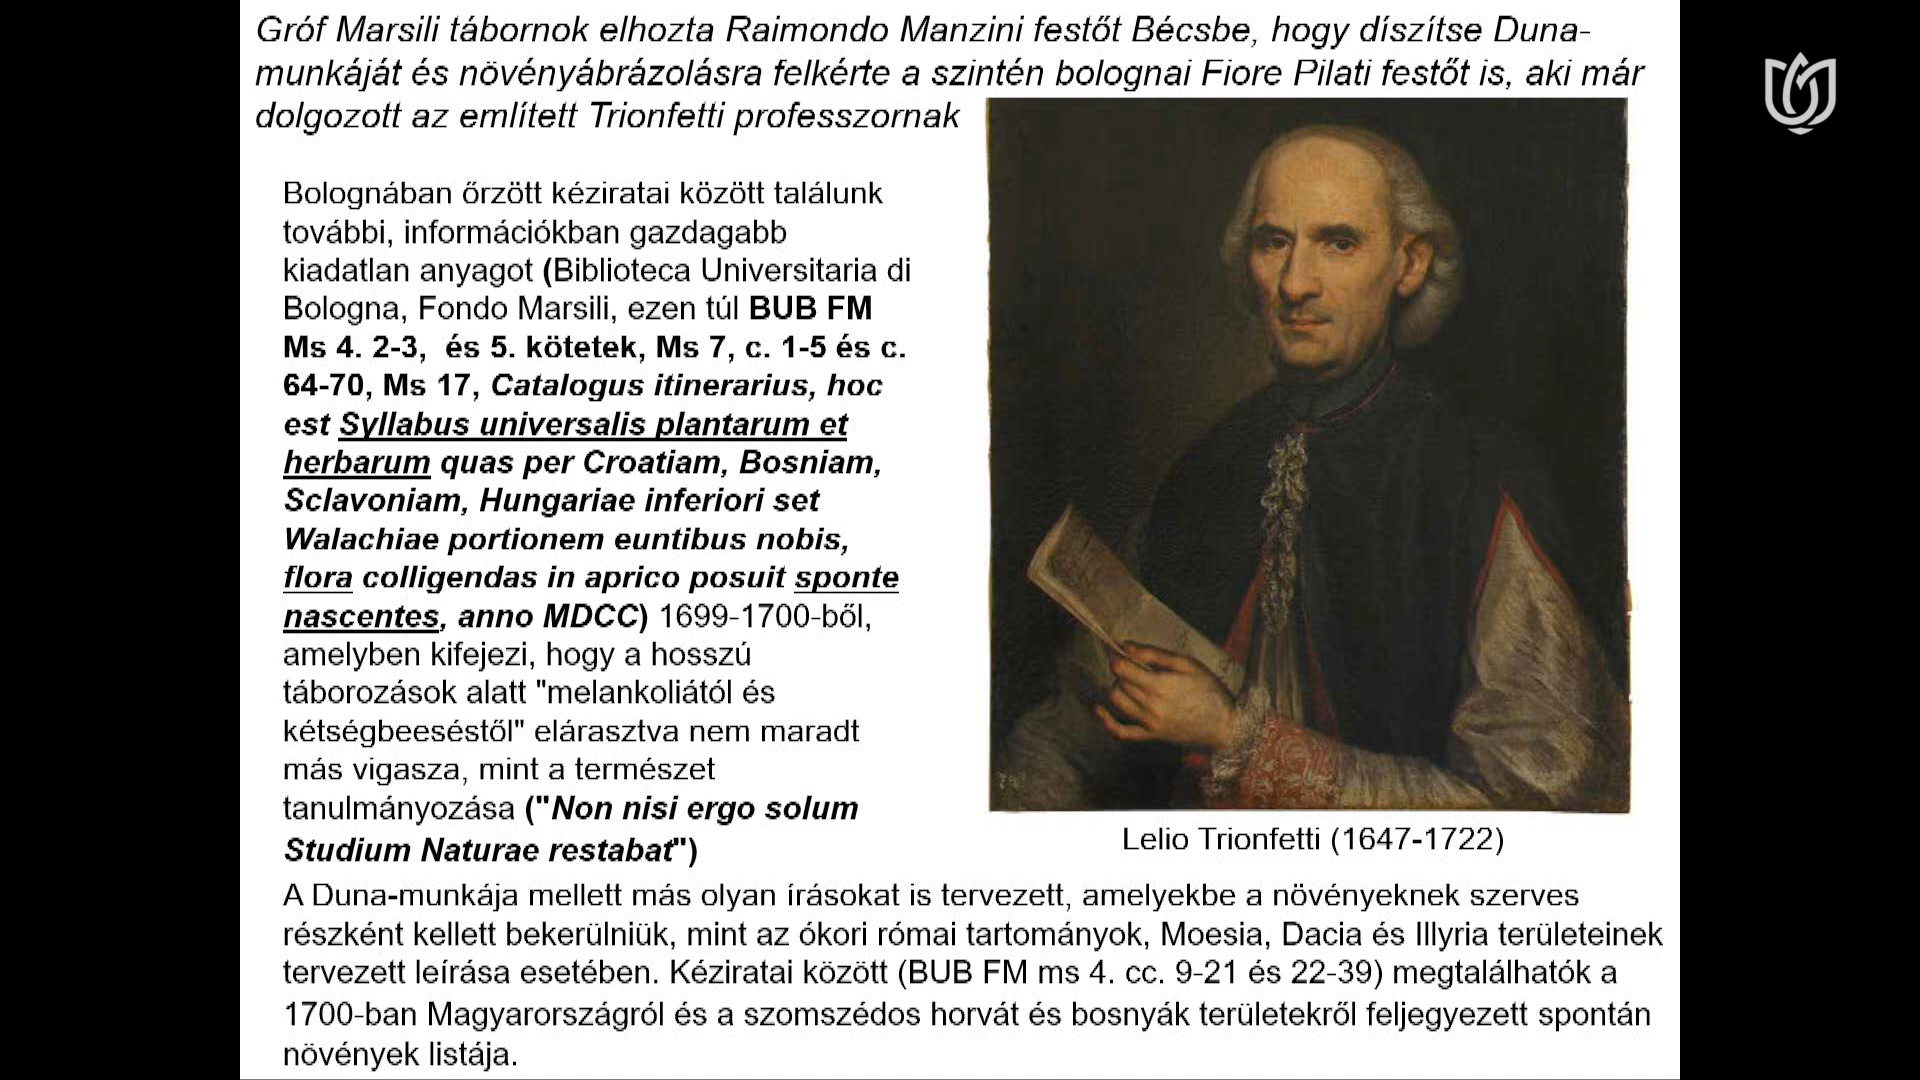 Gróf Marsili tábornok elhozta Raimondo Manzini festőt Bécsbe, hogy díszítse Duna-
munkáját és növényábrázolásra felkérte a szintén bolognai Fiore Pilati festőt is, aki már
dolgozott az említett Trionfetti professzornak
Bolognában őrzött kéziratai között találunk
további, információkban gazdagabb
kiadatlan anyagot (Biblioteca Universitaria di
Bologna, Fondo Marsili, ezen túl BUB FM
Ms 4. 2-3, és 5. kötetek, Ms 7, c. 1-5 és c.
64-70, Ms 17, Catalogus itinerarius, hoc
est Syllabus universalis plantarum et
herbarum quas per Croatiam, Bosniam,
Sclavoniam, Hungariae inferiori set
Walachiae portionem euntibus nobis,
flora colligendas in aprico posuit sponte
nascentes, anno MDCC) 1699-1700-ből,
amelyben kifejezi, hogy a hosszú
táborozások alatt "melankoliától és
kétségbeeséstől" elárasztva nem maradt
más vigasza, mint a természet
tanulmányozása ("Non nisi ergo solum
Studium Naturae restabat")
Lelio Trionfetti (1647-1722)
A Duna-munkája mellett más olyan írásokat is tervezett, amelyekbe a növényeknek szerves
részként kellett bekerülniük, mint az ókori római tartományok, Moesia, Dacia és Illyria területeinek
tervezett leírása esetében. Kéziratai között (BUB FM ms 4. cc. 9-21 és 22-39) megtalálhatók a
1700-ban Magyarországról és a szomszédos horvát és bosnyák területekről feljegyezett spontán
növények listája.